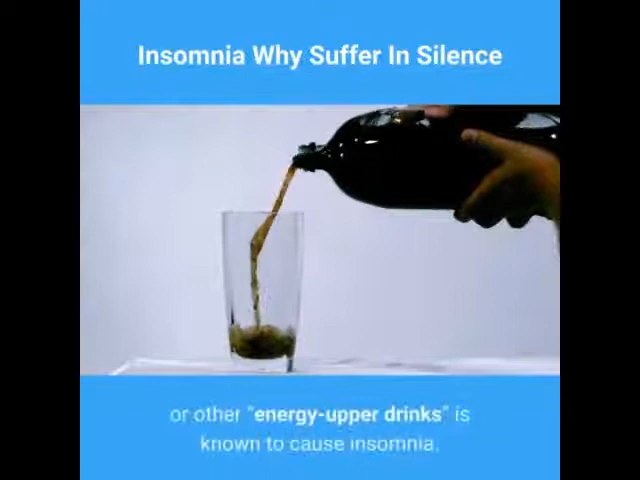 Insomnia Why Suffer In Silence
or other "energy-upper drinks" is
known to cause insomnia.